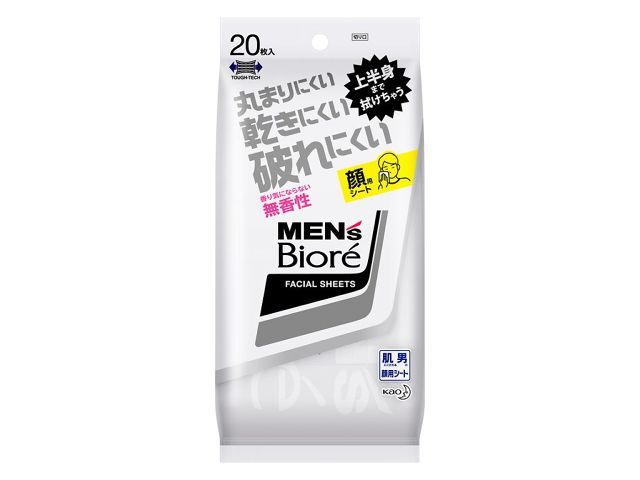 20枚入
切り口
TOUGH-TECH
丸まりにくい
乾きにくい
破れにくい
上半身
まで
拭けちゃう
顔用
シート
香り気にならない
無香性
MEN's
Bioré
FACIAL SHEETS
肌 男
顔用シート
Kao